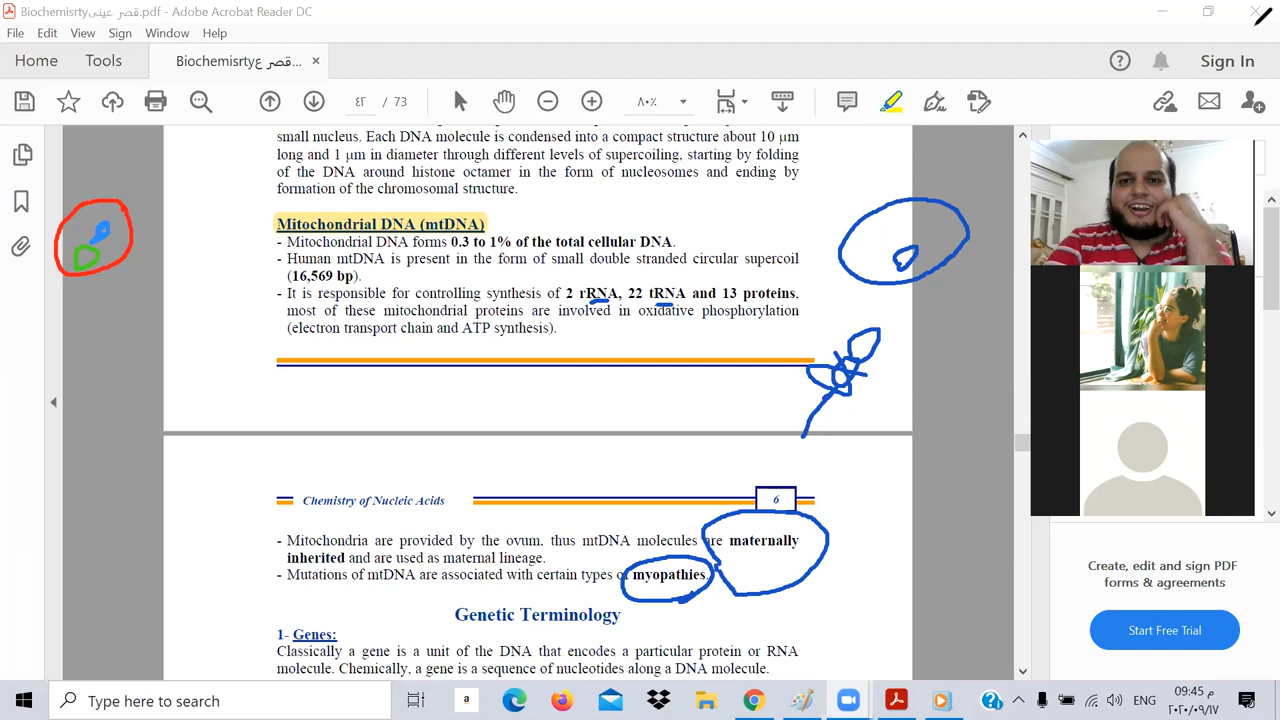 Biochemisrtyقصر عينى.pdf - Adobe Acrobat Reader DC
File Edit View Sign Window Help
Home Tools Biochemisrtyقصر ع... ×
٤٢ / 73 ٨٠٪ Sign In
small nucleus. Each DNA molecule is condensed into a compact structure about 10 µm
long and 1 µm in diameter through different levels of supercoiling, starting by folding
of the DNA around histone octamer in the form of nucleosomes and ending by
formation of the chromosomal structure.
Mitochondrial DNA (mtDNA)
- Mitochondrial DNA forms 0.3 to 1% of the total cellular DNA.
- Human mtDNA is present in the form of small double stranded circular supercoil
(16,569 bp).
- It is responsible for controlling synthesis of 2 rRNA, 22 tRNA and 13 proteins,
most of these mitochondrial proteins are involved in oxidative phosphorylation
(electron transport chain and ATP synthesis).
Chemistry of Nucleic Acids 6
- Mitochondria are provided by the ovum, thus mtDNA molecules are maternally
inherited and are used as maternal lineage.
- Mutations of mtDNA are associated with certain types of myopathies.
Genetic Terminology
1- Genes:
Classically a gene is a unit of the DNA that encodes a particular protein or RNA
molecule. Chemically, a gene is a sequence of nucleotides along a DNA molecule.
Create, edit and sign PDF
forms & agreements
Start Free Trial
Type here to search
a
ENG
09:45 م
٢٠٢٠/٠٩/١٧